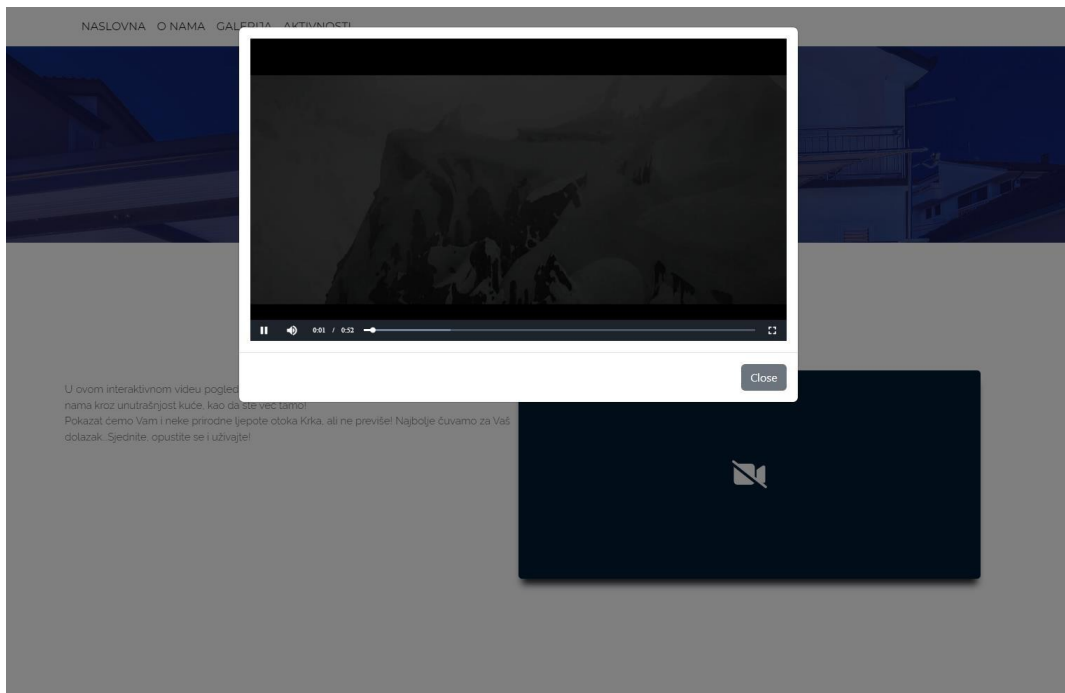 NASLOVNA O NAMA GALERIJA AKTIVNOSTI
0:01 / 0:52
Close
U ovom interaktivnom videu pogled
nama kroz unutrašnjost kuće, kao da ste već tamo!
Pokazat ćemo Vam i neke prirodne ljepote otoka Krka, ali ne previše! Najbolje čuvamo za Vaš
dolazak...Sjednite, opustite se i uživajte!